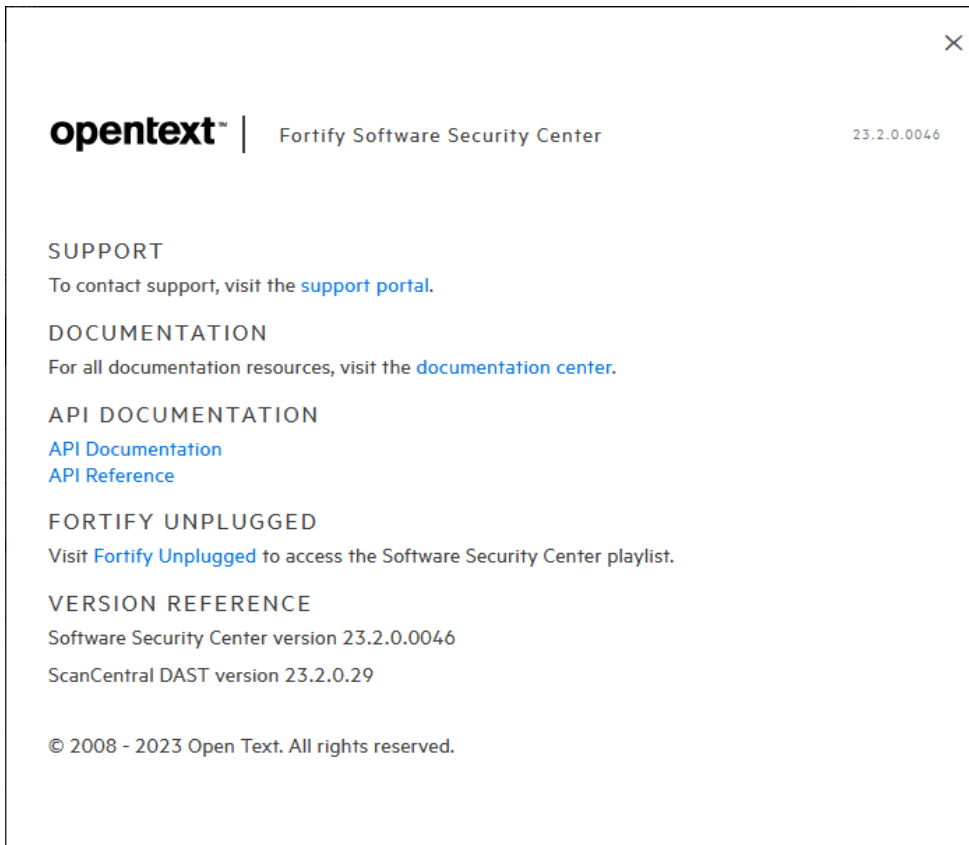 opentext™ | Fortify Software Security Center 23.2.0.0046
SUPPORT
To contact support, visit the support portal.
DOCUMENTATION
For all documentation resources, visit the documentation center.
API DOCUMENTATION
API Documentation
API Reference
FORTIFY UNPLUGGED
Visit Fortify Unplugged to access the Software Security Center playlist.
VERSION REFERENCE
Software Security Center version 23.2.0.0046
ScanCentral DAST version 23.2.0.29
© 2008 - 2023 Open Text. All rights reserved.